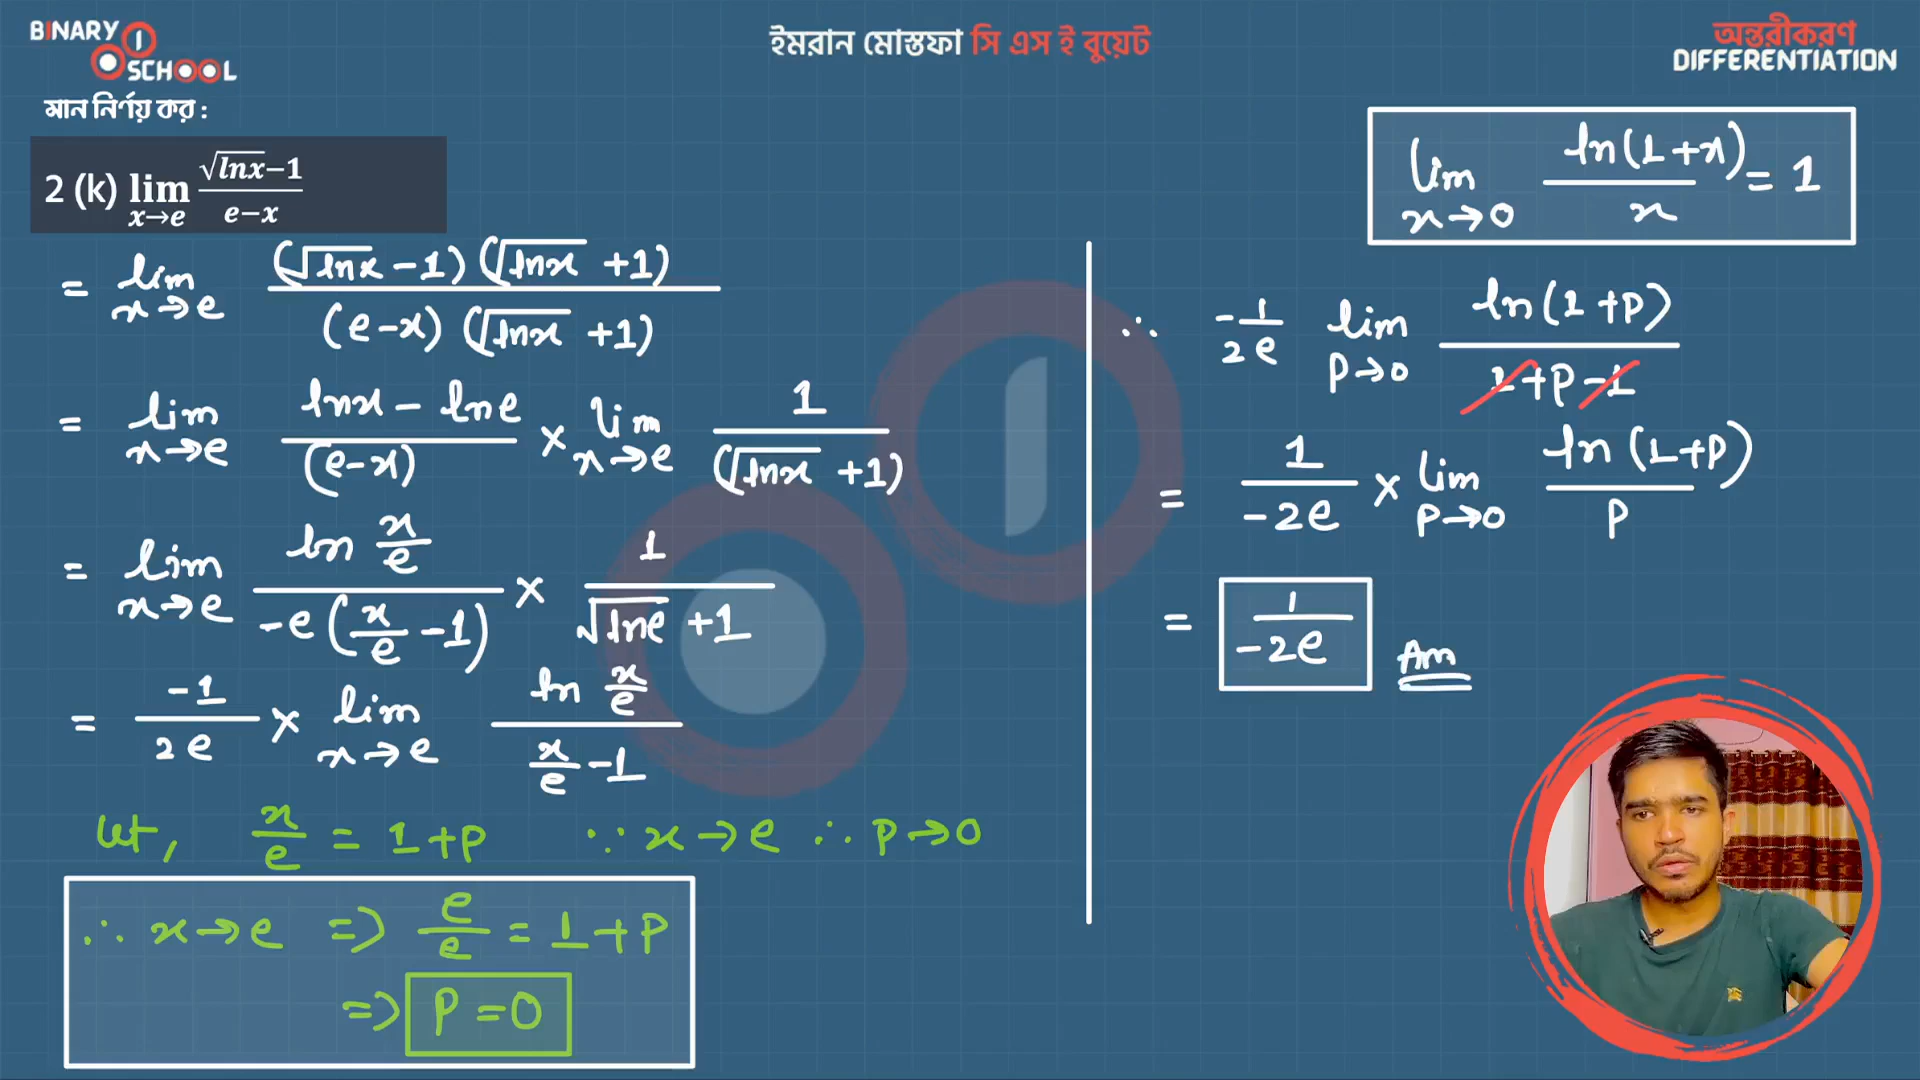 BINARY SCHOOL
ইমরান মোস্তফা সি এস ই বুয়েট
অন্তরীকরণ
DIFFERENTIATION
মান নির্ণয় কর :
2 (k) lim x→e (√lnx−1)/(e−x)
= lim x→e ((√lnx −1)(√lnx +1))/((e−x)(√lnx +1))
= lim x→e (lnx − lne)/(e−x) × lim x→e 1/(√lnx +1)
= lim x→e (ln x/e)/(−e(x/e −1)) × 1/(√lne +1)
= −1/2e × lim x→e (ln x/e)/(x/e −1)
let, x/e = 1+p ∵ x→e ∴ p→0
∴ x→e => e/e = 1+p
=> p=0
lim x→0 ln(1+x)/x = 1
∴ −1/2e lim p→0 ln(1+p)/(1+p−1)
= 1/−2e × lim p→0 ln(1+p)/p
= 1/−2e Ans